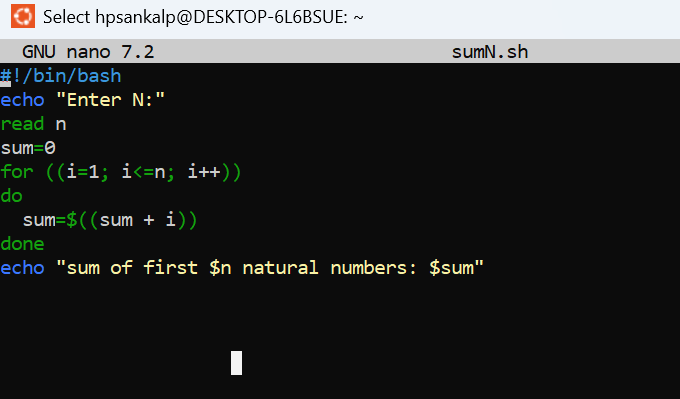 Select hpsankalp@DESKTOP-6L6BSUE: ~
GNU nano 7.2 sumN.sh
#!/bin/bash
echo "Enter N:"
read n
sum=0
for ((i=1; i<=n; i++))
do
  sum=$((sum + i))
done
echo "sum of first $n natural numbers: $sum"